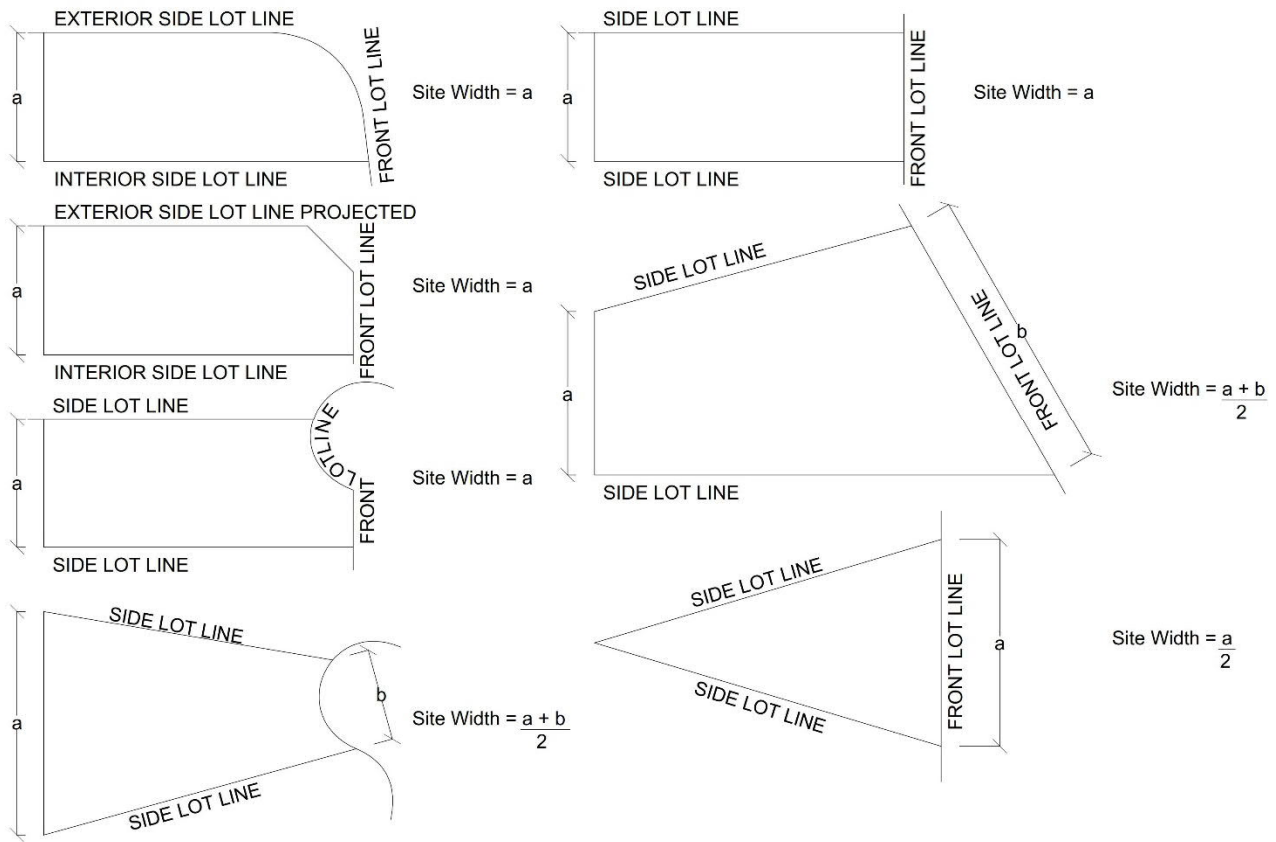 EXTERIOR SIDE LOT LINE
a
FRONT LOT LINE
Site Width = a
INTERIOR SIDE LOT LINE
SIDE LOT LINE
a
FRONT LOT LINE
Site Width = a
SIDE LOT LINE
EXTERIOR SIDE LOT LINE PROJECTED
a
FRONT LOT LINE
Site Width = a
INTERIOR SIDE LOT LINE
SIDE LOT LINE
a
b
FRONT LOT LINE
Site Width = a + b
2
SIDE LOT LINE
SIDE LOT LINE
a
LOTLINE
FRONT
Site Width = a
SIDE LOT LINE
SIDE LOT LINE
FRONT LOT LINE
a
Site Width = a
2
SIDE LOT LINE
SIDE LOT LINE
a
b
Site Width = a + b
2
SIDE LOT LINE